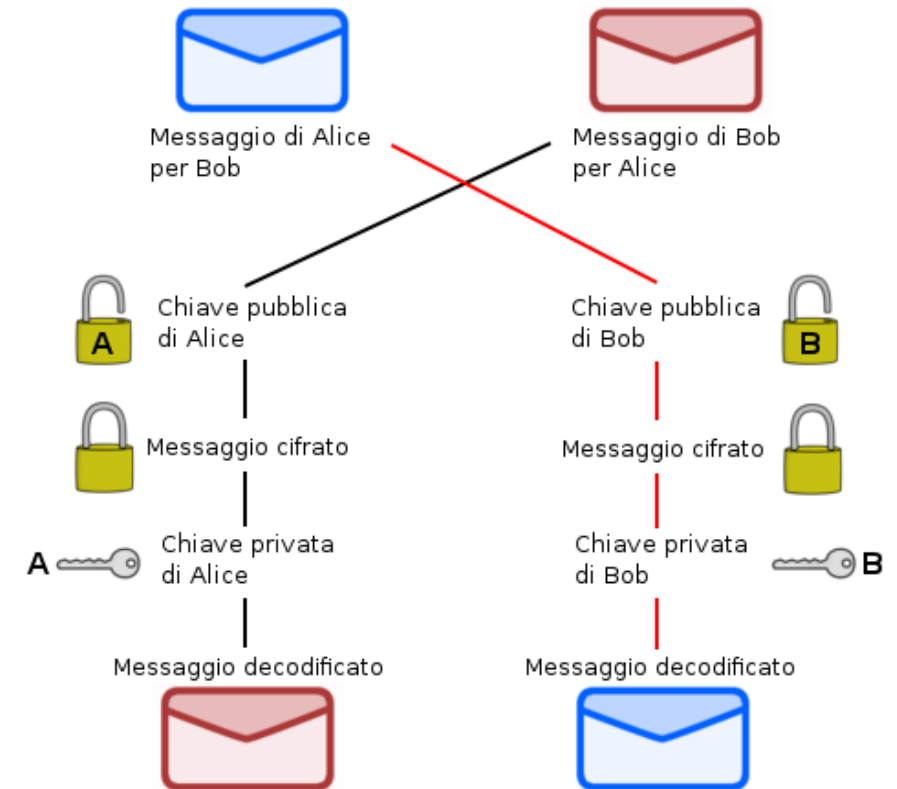 Messaggio di Alice
per Bob
Messaggio di Bob
per Alice
A
Chiave pubblica
di Alice
Chiave pubblica
di Bob
B
Messaggio cifrato
Messaggio cifrato
A
Chiave privata
di Alice
Chiave privata
di Bob
B
Messaggio decodificato
Messaggio decodificato